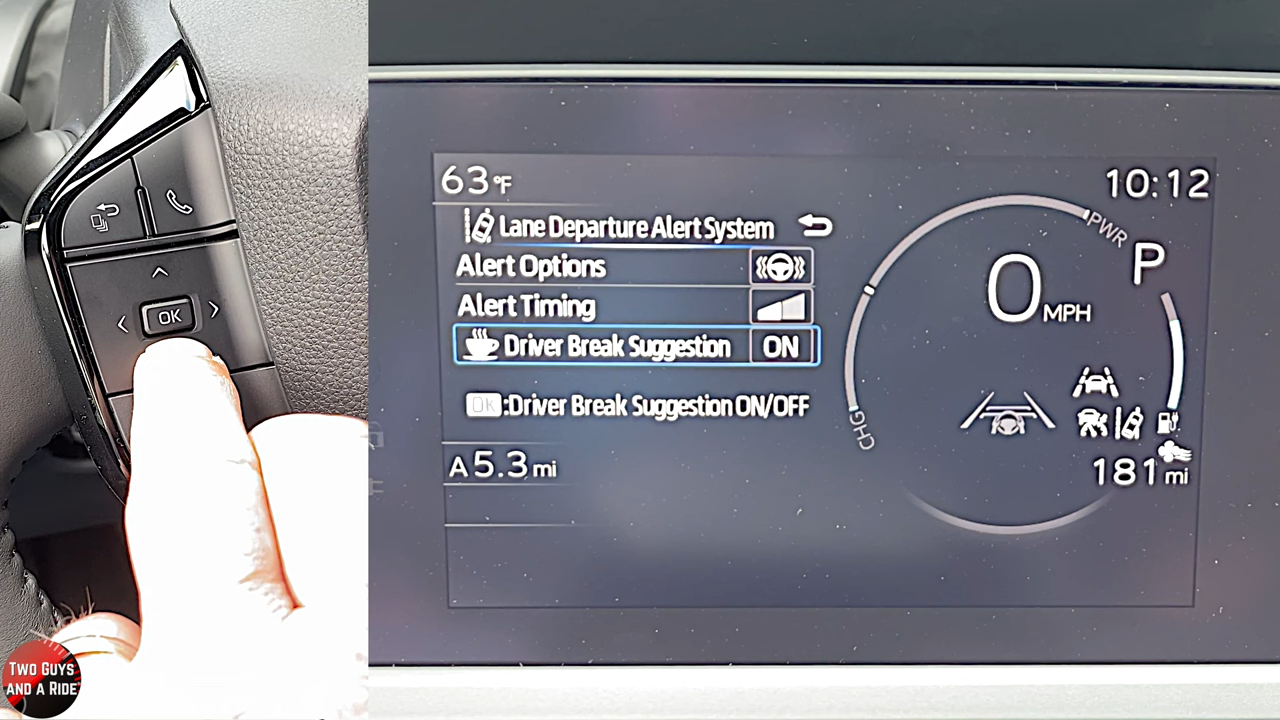 OK
TWO GUYS
AND A RIDE
63°F
10:12
Lane Departure Alert System
Alert Options
Alert Timing
Driver Break Suggestion ON
OK:Driver Break Suggestion ON/OFF
A 5.3 mi
PWR
P
0 MPH
CHG
181 mi